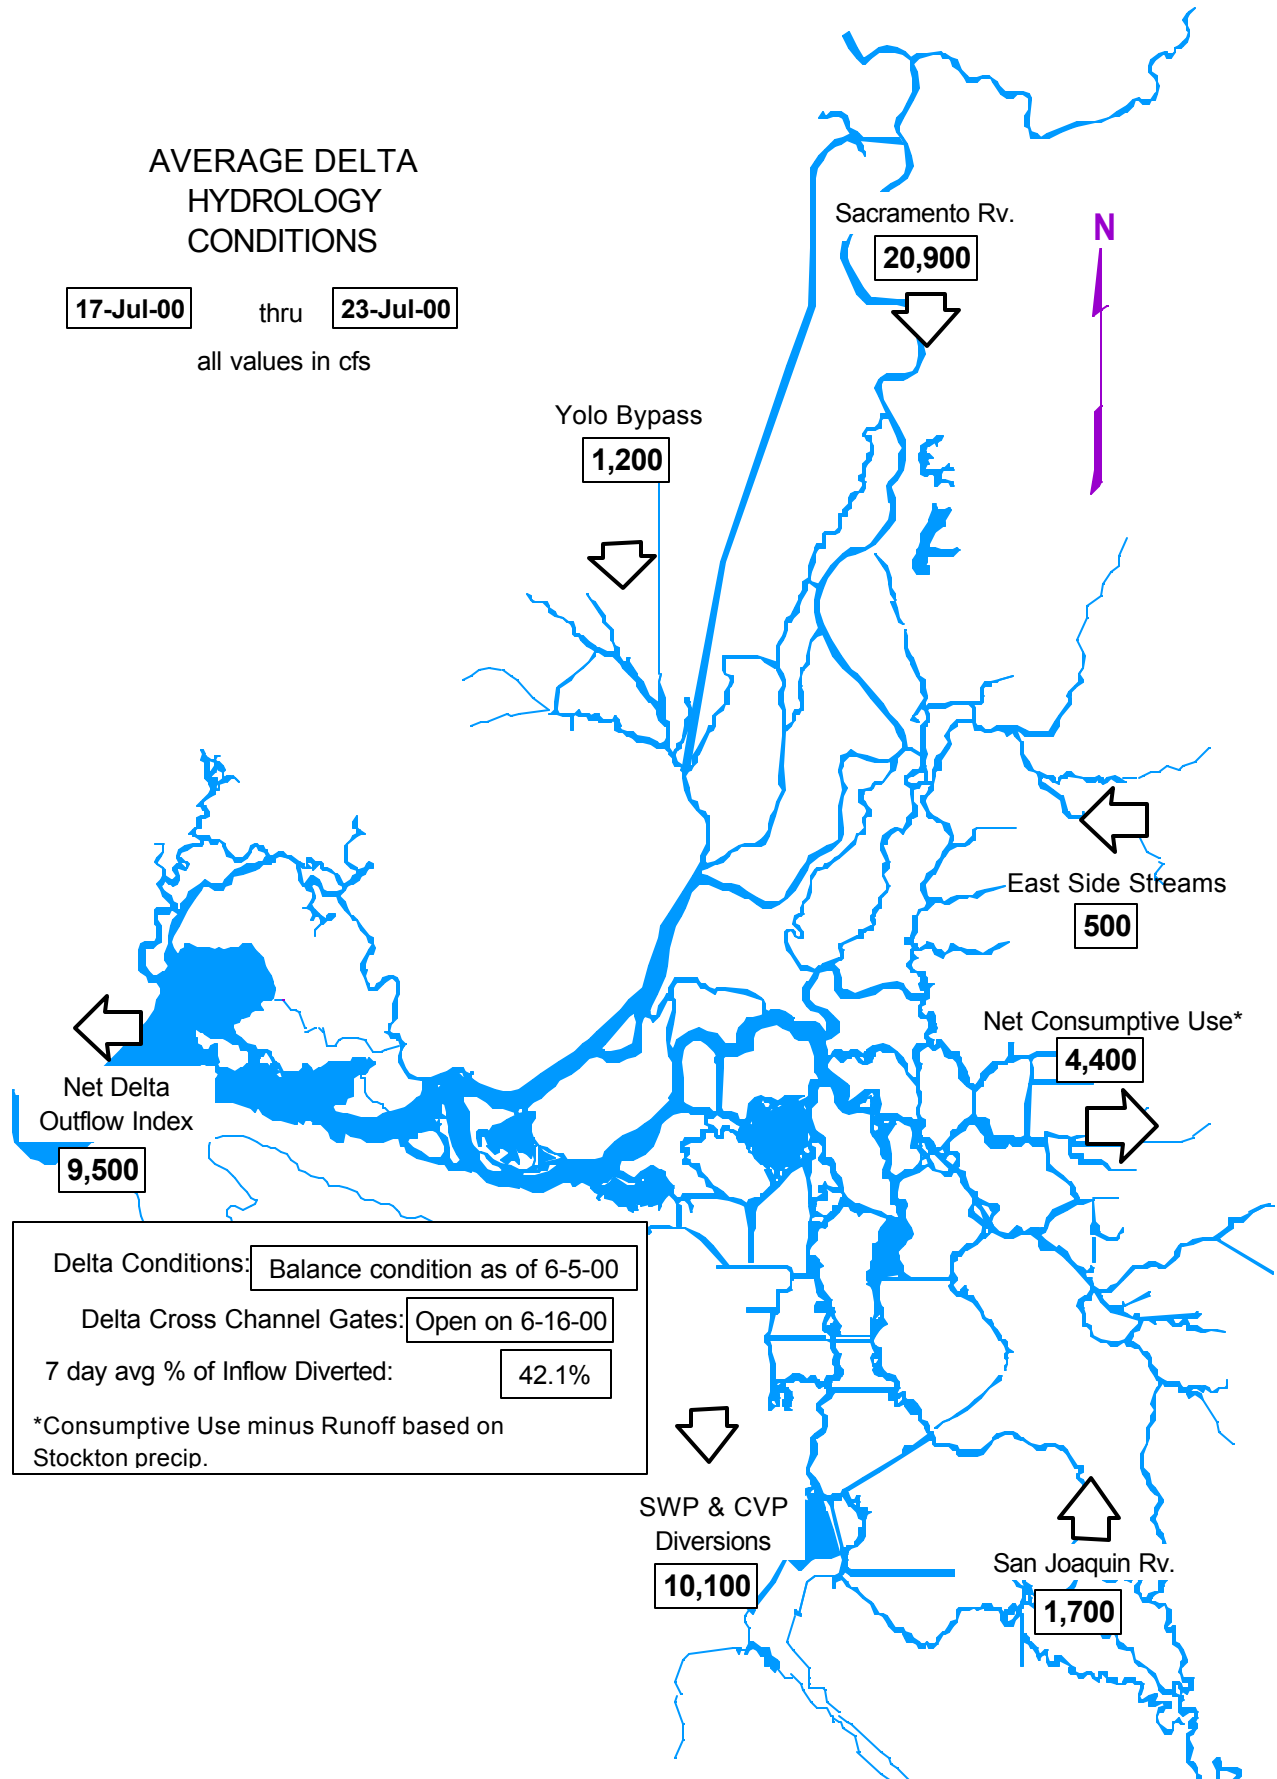 AVERAGE DELTA
HYDROLOGY
CONDITIONS
17-Jul-00 thru 23-Jul-00
all values in cfs
Sacramento Rv.
20,900
N
Yolo Bypass
1,200
East Side Streams
500
Net Consumptive Use*
4,400
Net Delta
Outflow Index
9,500
Delta Conditions: Balance condition as of 6-5-00
Delta Cross Channel Gates: Open on 6-16-00
7 day avg % of Inflow Diverted: 42.1%
*Consumptive Use minus Runoff based on
Stockton precip.
SWP & CVP
Diversions
10,100
San Joaquin Rv.
1,700